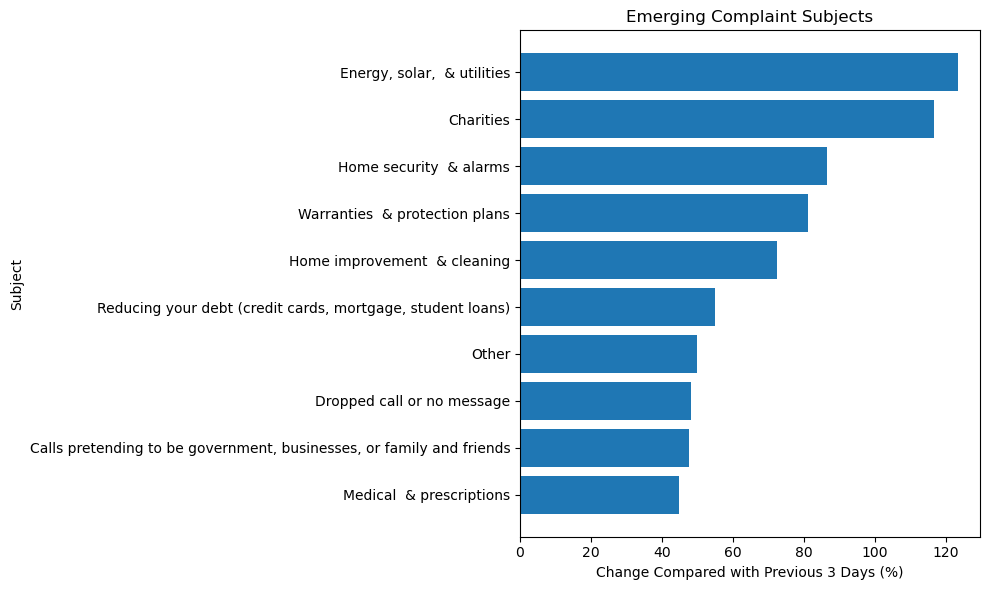 Emerging Complaint Subjects
Energy, solar,  & utilities
Charities
Home security  & alarms
Warranties  & protection plans
Home improvement  & cleaning
Reducing your debt (credit cards, mortgage, student loans)
Other
Dropped call or no message
Calls pretending to be government, businesses, or family and friends
Medical  & prescriptions
Subject
0 20 40 60 80 100 120
Change Compared with Previous 3 Days (%)